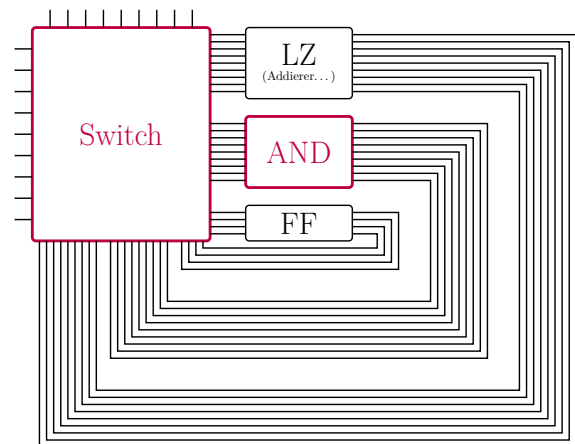 LZ
(Addierer...)
Switch
AND
FF